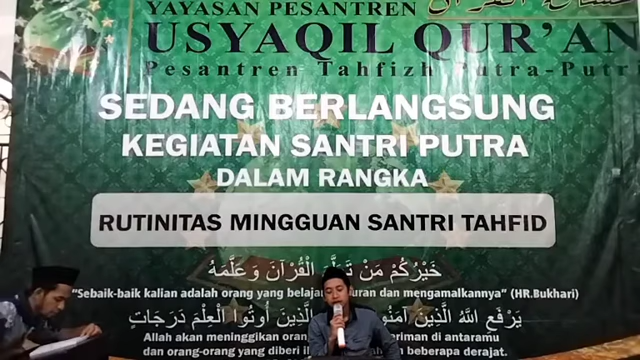 YAYASAN PESANTREN
USYAQIL QUR'AN
Pesantren Tahfizh Putra-Putri
SEDANG BERLANGSUNG
KEGIATAN SANTRI PUTRA
DALAM RANGKA
RUTINITAS MINGGUAN SANTRI TAHFID
خَيْرُكُمْ مَنْ تَعَلَّمَ الْقُرْآنَ وَعَلَّمَهُ
"Sebaik-baik kalian adalah orang yang belajar dan mengamalkannya" (HR.Bukhari)
يَرْفَعِ اللَّهُ الَّذِينَ آمَنُوا الَّذِينَ أُوتُوا الْعِلْمَ دَرَجَاتٍ
Allah akan meninggikan orang beriman di antaramu
dan orang-orang yang diberi beberapa derajat.